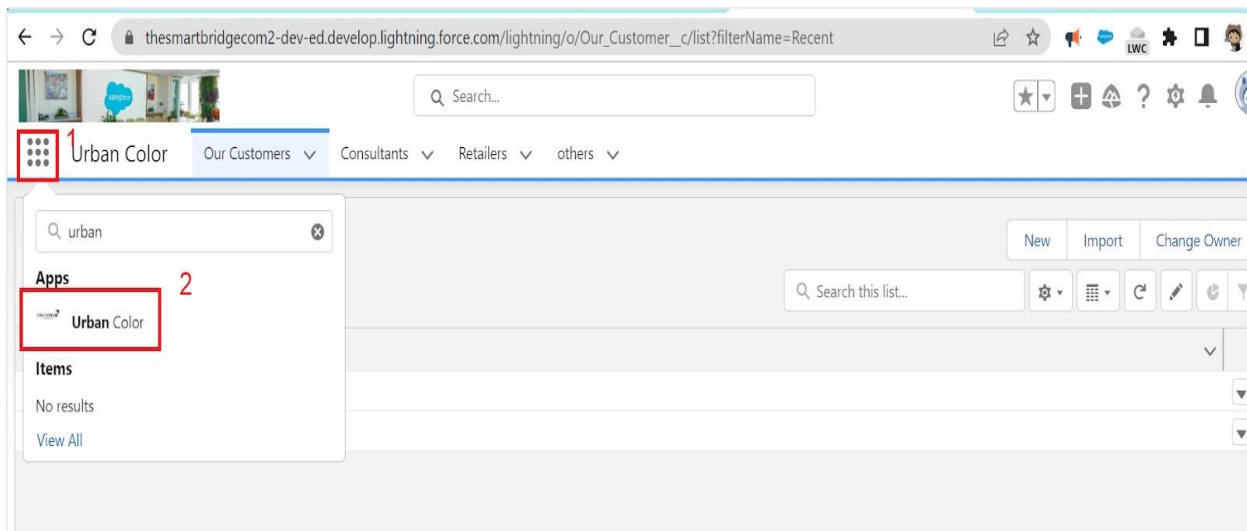 thesmartbridgecom2-dev-ed.develop.lightning.force.com/lightning/o/Our_Customer__c/list?filterName=Recent
LWC
salesforce
Search...
1
Urban Color
Our Customers
Consultants
Retailers
others
urban
New
Import
Change Owner
Apps
2
Search this list...
Urban Color
Items
No results
View All